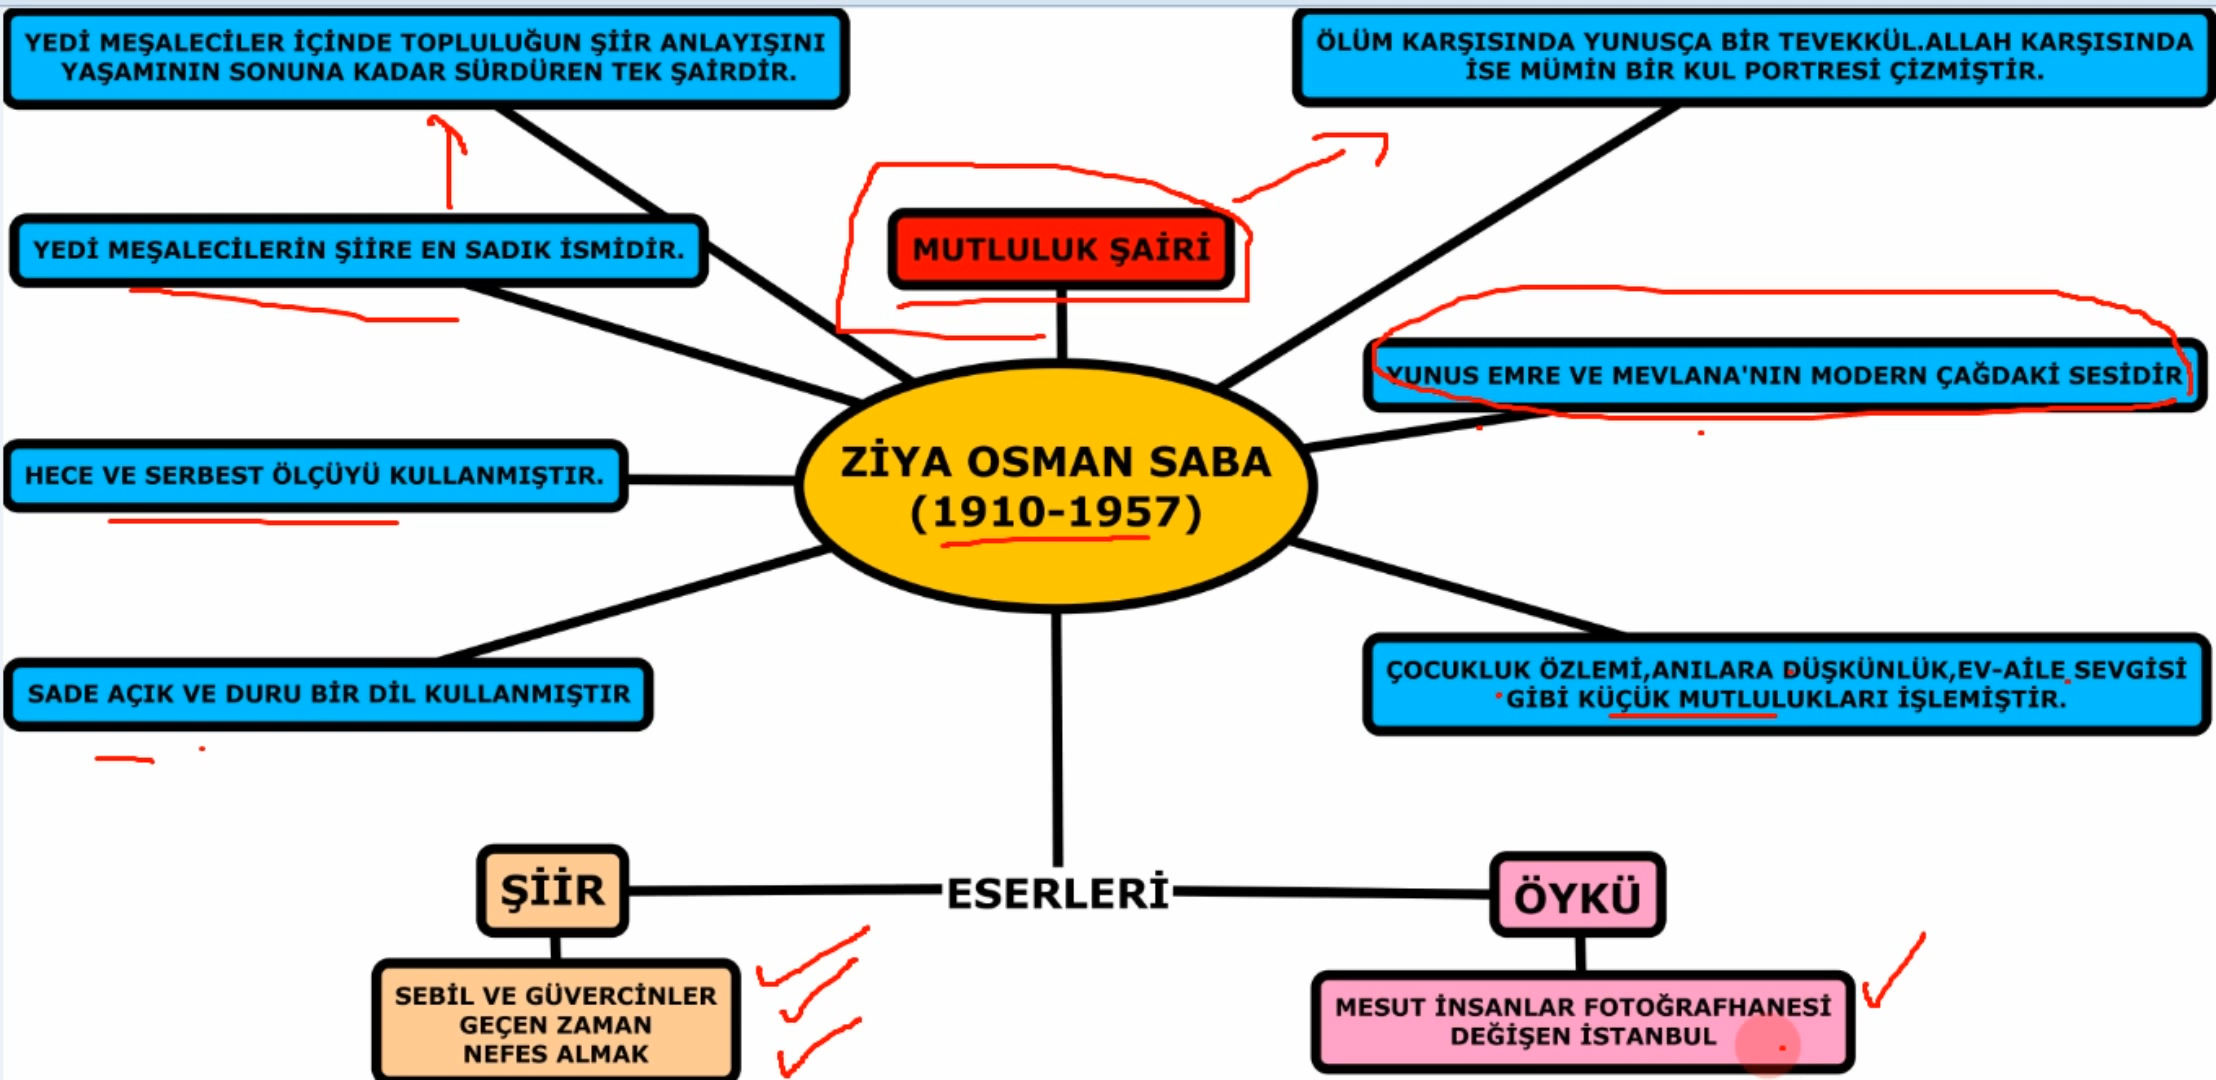 YEDİ MEŞALECİLER İÇİNDE TOPLULUĞUN ŞİİR ANLAYIŞINI
YAŞAMININ SONUNA KADAR SÜRDÜREN TEK ŞAİRDİR.
ÖLÜM KARŞISINDA YUNUSÇA BİR TEVEKKÜL.ALLAH KARŞISINDA
İSE MÜMİN BİR KUL PORTRESİ ÇİZMİŞTİR.
YEDİ MEŞALECİLERİN ŞİİRE EN SADIK İSMİDİR.
MUTLULUK ŞAİRİ
YUNUS EMRE VE MEVLANA'NIN MODERN ÇAĞDAKİ SESİDİR
HECE VE SERBEST ÖLÇÜYÜ KULLANMIŞTIR.
ZİYA OSMAN SABA
(1910-1957)
SADE AÇIK VE DURU BİR DİL KULLANMIŞTIR
ÇOCUKLUK ÖZLEMİ,ANILARA DÜŞKÜNLÜK,EV-AİLE SEVGİSİ
GİBİ KÜÇÜK MUTLULUKLARI İŞLEMİŞTİR.
ESERLERİ
ŞİİR
SEBİL VE GÜVERCİNLER
GEÇEN ZAMAN
NEFES ALMAK
ÖYKÜ
MESUT İNSANLAR FOTOĞRAFHANESİ
DEĞİŞEN İSTANBUL